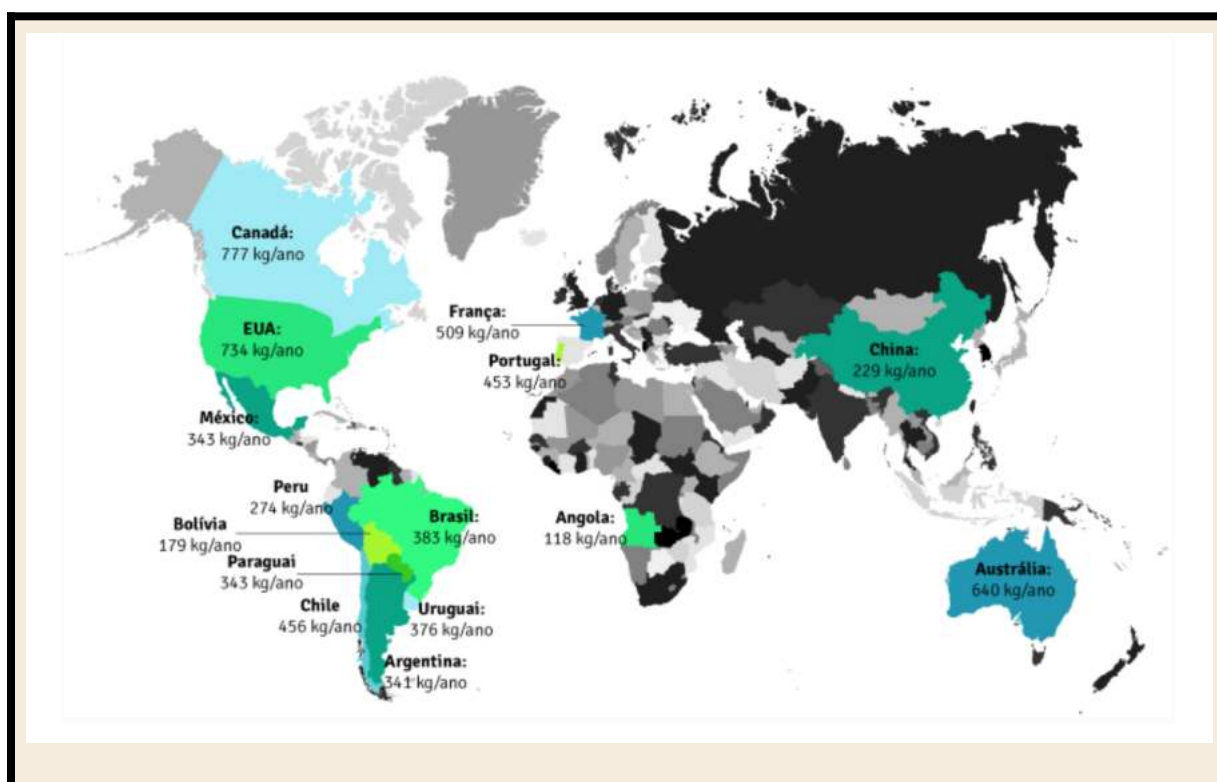 Canadá:
777 kg/ano
EUA:
734 kg/ano
México:
343 kg/ano
França:
509 kg/ano
Portugal:
453 kg/ano
China:
229 kg/ano
Peru
274 kg/ano
Bolívia
179 kg/ano
Brasil:
383 kg/ano
Paraguai
343 kg/ano
Chile
456 kg/ano
Uruguai:
376 kg/ano
Argentina:
341 kg/ano
Angola:
118 kg/ano
Austrália:
640 kg/ano